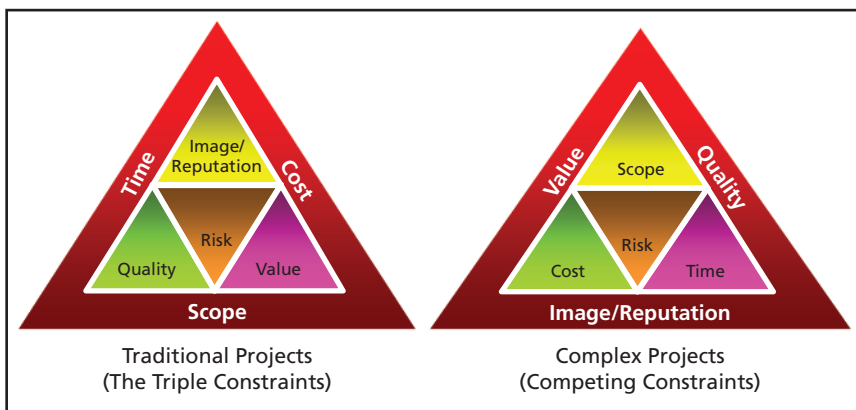 Time
Cost
Image/
Reputation
Quality
Risk
Value
Scope
Traditional Projects
(The Triple Constraints)
Value
Quality
Scope
Cost
Risk
Time
Image/Reputation
Complex Projects
(Competing Constraints)